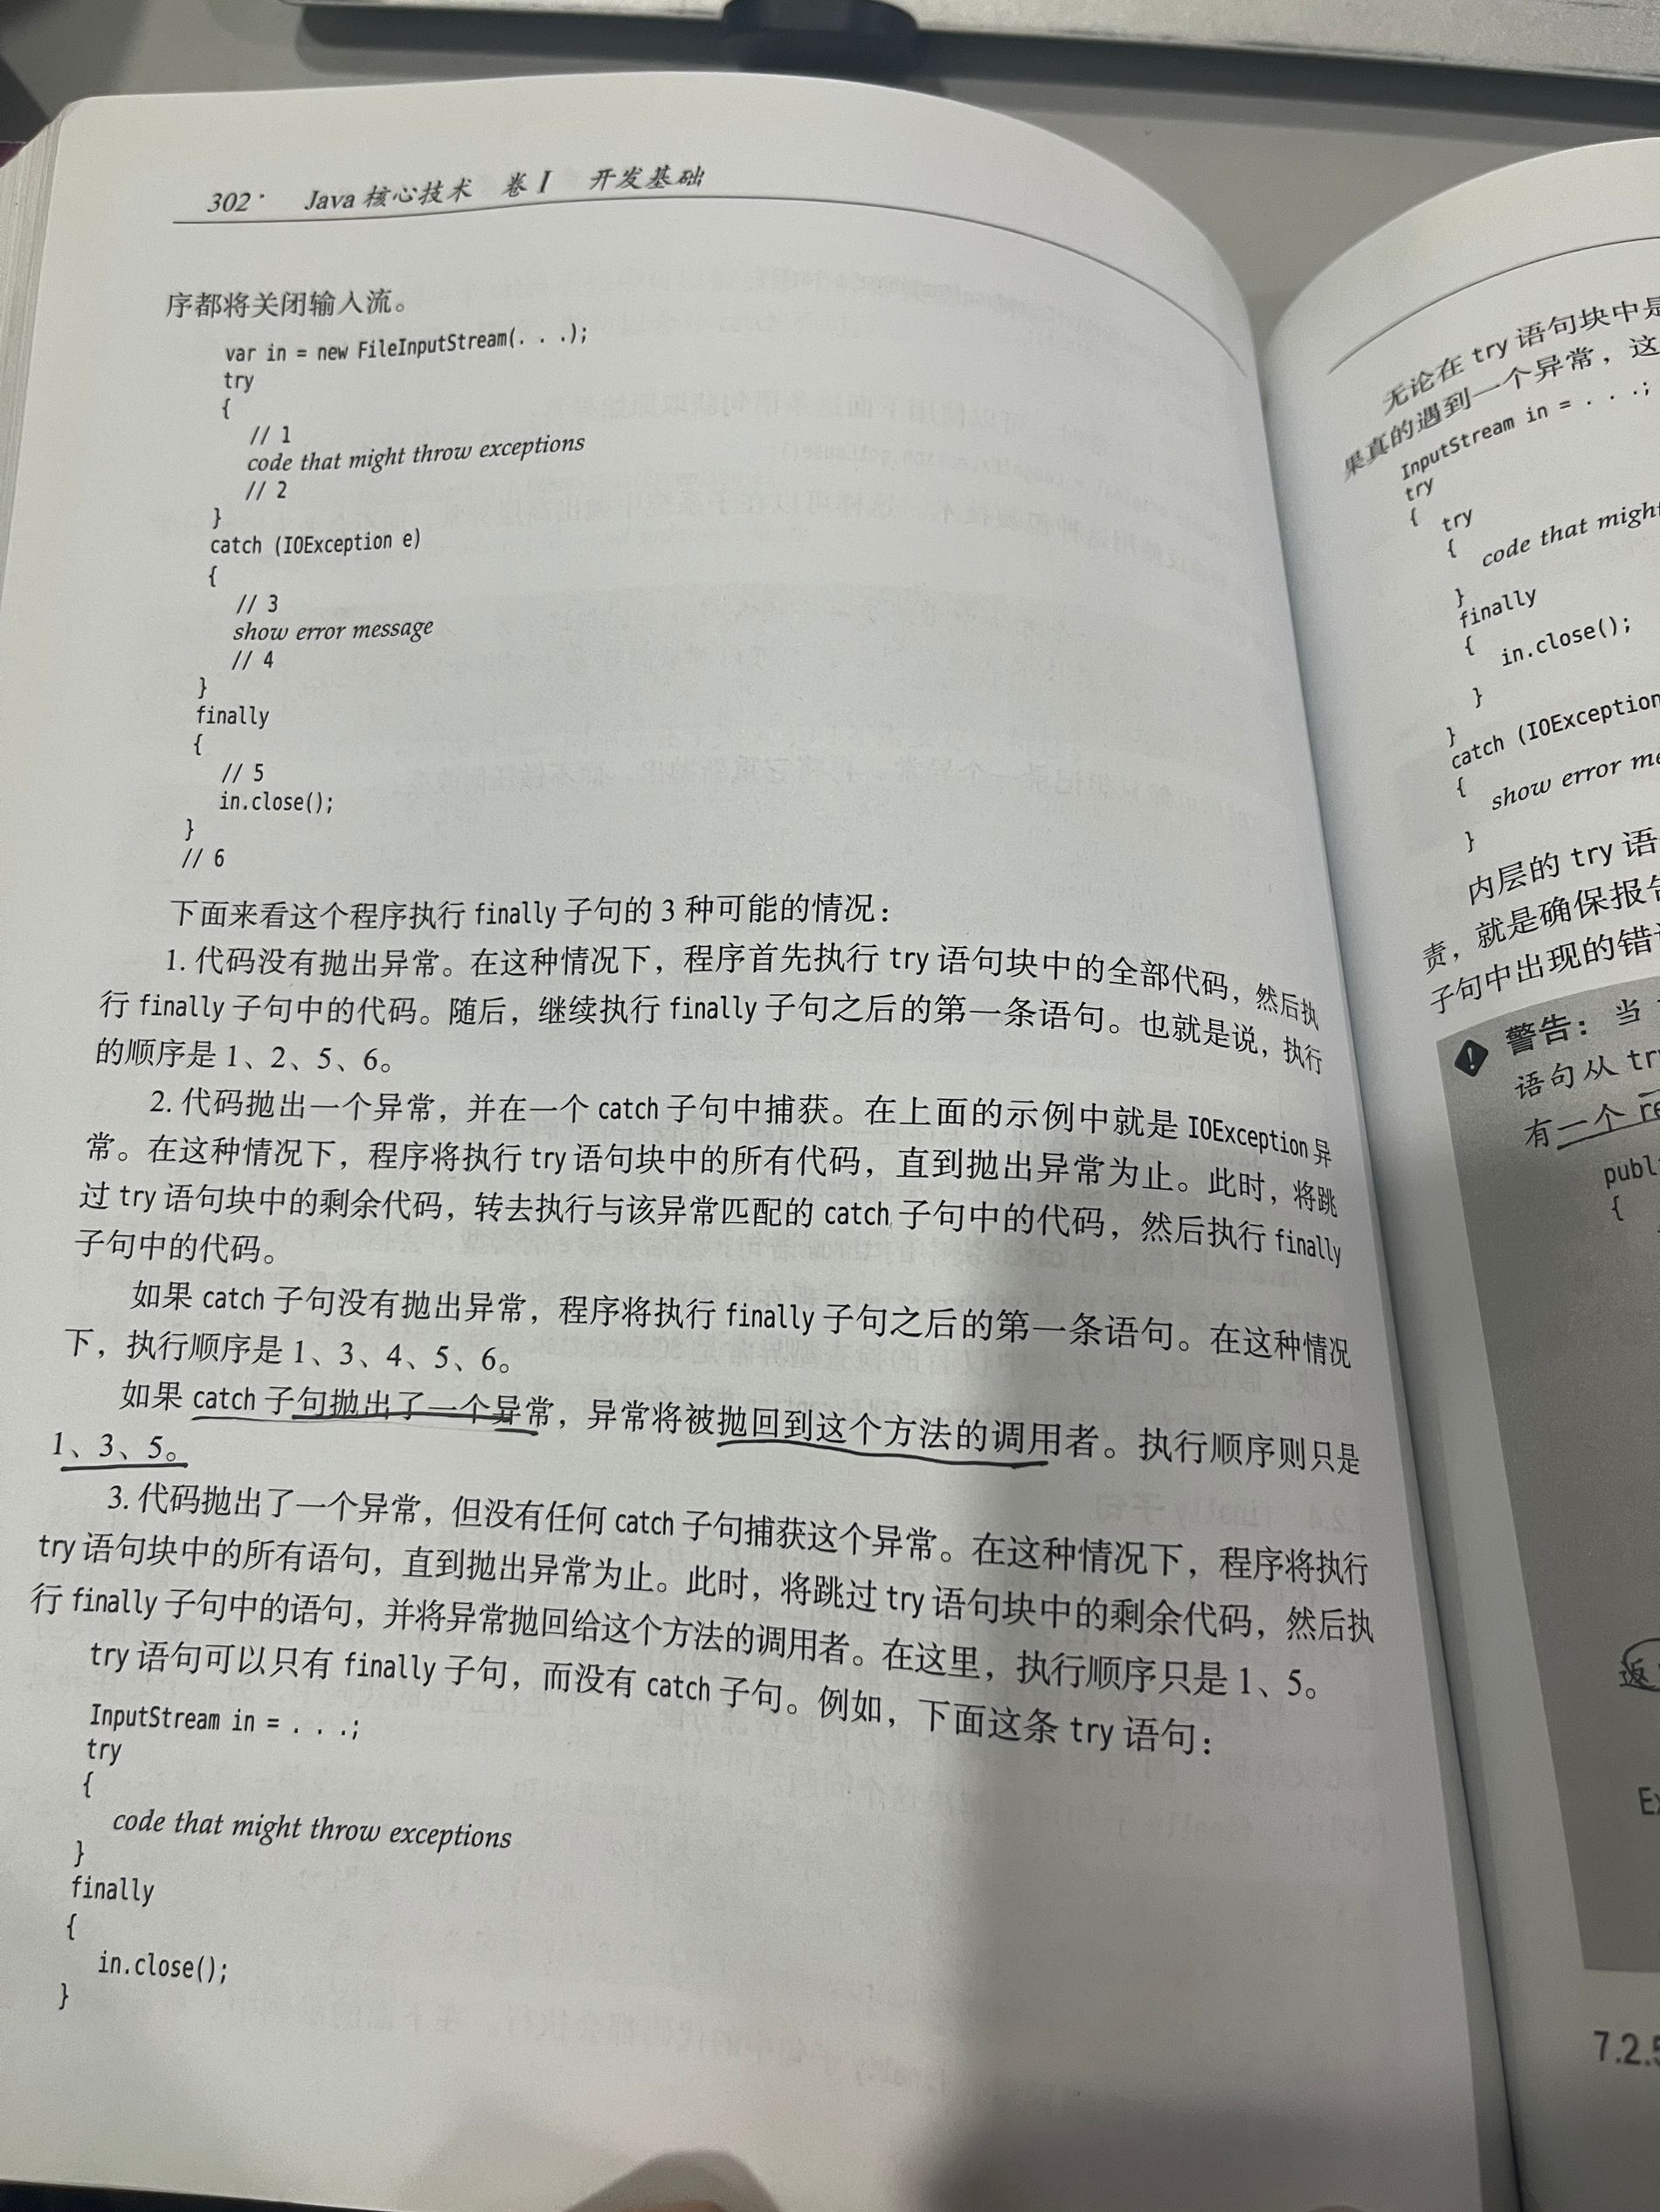 302 · Java 核心技术 卷 I 开发基础
序都将关闭输入流。
var in = new FileInputStream(. . .);
try
{
// 1
code that might throw exceptions
// 2
}
catch (IOException e)
{
// 3
show error message
// 4
}
finally
{
// 5
in.close();
}
// 6
下面来看这个程序执行 finally 子句的 3 种可能的情况：
1. 代码没有抛出异常。在这种情况下，程序首先执行 try 语句块中的全部代码，然后执
行 finally 子句中的代码。随后，继续执行 finally 子句之后的第一条语句。也就是说，执行
的顺序是 1、2、5、6。
2. 代码抛出一个异常，并在一个 catch 子句中捕获。在上面的示例中就是 IOException 异
常。在这种情况下，程序将执行 try 语句块中的所有代码，直到抛出异常为止。此时，将跳
过 try 语句块中的剩余代码，转去执行与该异常匹配的 catch 子句中的代码，然后执行 finally
子句中的代码。
如果 catch 子句没有抛出异常，程序将执行 finally 子句之后的第一条语句。在这种情况
下，执行顺序是 1、3、4、5、6。
如果 catch 子句抛出了一个异常，异常将被抛回到这个方法的调用者。执行顺序则只是
1、3、5。
3. 代码抛出了一个异常，但没有任何 catch 子句捕获这个异常。在这种情况下，程序将执行
try 语句块中的所有语句，直到抛出异常为止。此时，将跳过 try 语句块中的剩余代码，然后执
行 finally 子句中的语句，并将异常抛回给这个方法的调用者。在这里，执行顺序只是 1、5。
try 语句可以只有 finally 子句，而没有 catch 子句。例如，下面这条 try 语句：
InputStream in = . . .;
try
{
code that might throw exceptions
}
finally
{
in.close();
}
无论在 try 语句块中是
果真的遇到一个异常，这
InputStream in = . . .;
try
{
try
{
code that might
}
finally
{
in.close();
}
}
catch (IOException
{
show error me
}
内层的 try 语
责，就是确保报告
子句中出现的错
警告：当
语句从 try
有一个 re
publ
{
返
Ex
7.2.5